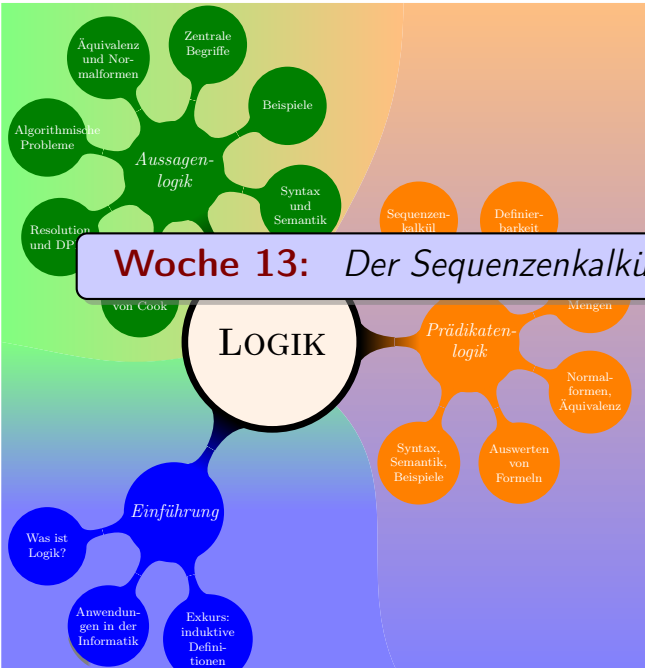 Zentrale
Begriffe
Äquivalenz
und Nor-
malformen
Beispiele
Algorithmische
Probleme
Aussagen-
logik
Syntax
und
Semantik
Resolution
und DP
von Cook
Sequenzen-
kalkül
Definier-
barkeit
Woche 13: Der Sequenzenkalkü
Mengen
Logik
Prädikaten-
logik
Normal-
formen,
Äquivalenz
Syntax,
Semantik,
Beispiele
Auswerten
von
Formeln
Einführung
Was ist
Logik?
Anwendun-
gen in der
Informatik
Exkurs:
induktive
Defini-
tionen